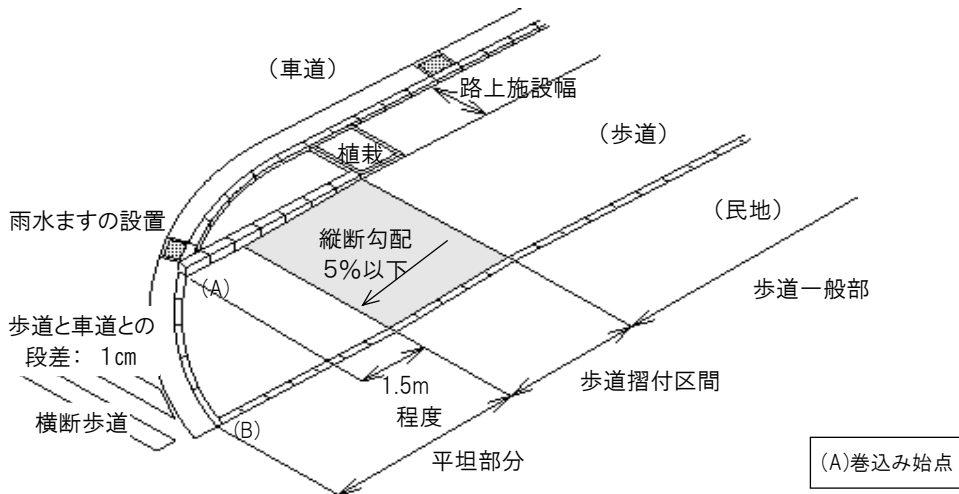 (車道)
路上施設幅
(歩道)
植栽
(民地)
雨水ますの設置
縦断勾配
5%以下
(A)
歩道一般部
歩道と車道との
段差: 1㎝
1.5m
程度
歩道摺付区間
横断歩道
(B)
平坦部分
(A)巻込み始点